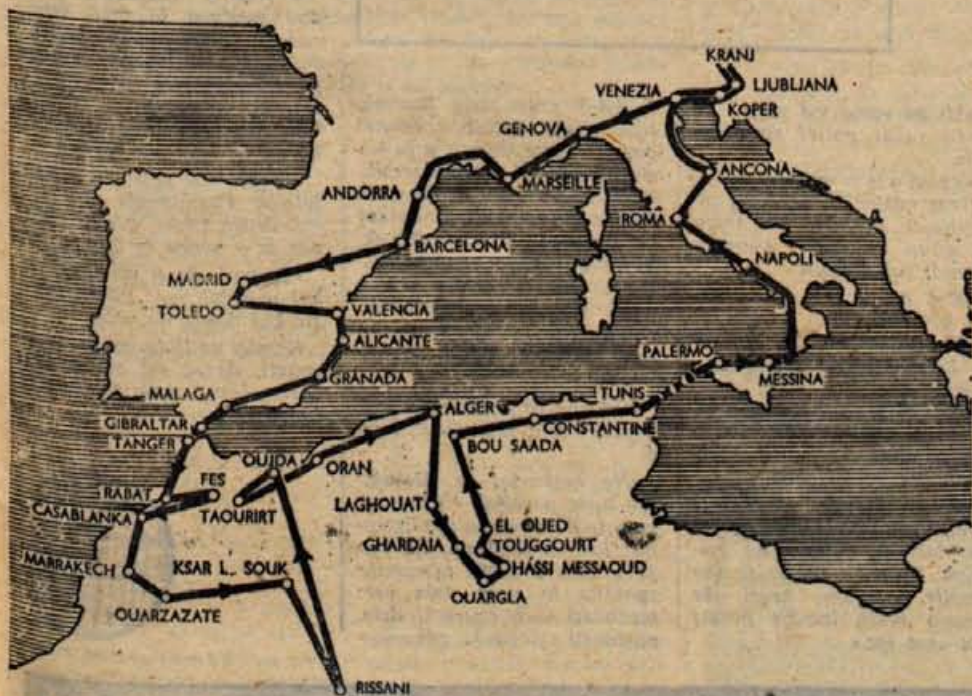 KRANJ
LJUBLJANA
VENEZIA
KOPER
GENOVA
ANCONA
MARSEILLE
ANDORRA
ROMA
BARCELONA
NAPOLI
MADRID
TOLEDO
VALENCIA
ALICANTE
PALERMO
MESSINA
GRANADA
MALAGA
TUNIS
ALGER
GIBRALTAR
CONSTANTINE
TANGER
BOU SAADA
OUJDA
ORAN
FES
RABAT
TAOURIRT
LAGHOUAT
CASABLANKA
EL OUED
GHARDAIA
TOUGGOURT
MARRAKECH
KSAR L. SOUK
HÁSSI MESSAOUD
OUARGLA
OUARZAZATE
RISSANI